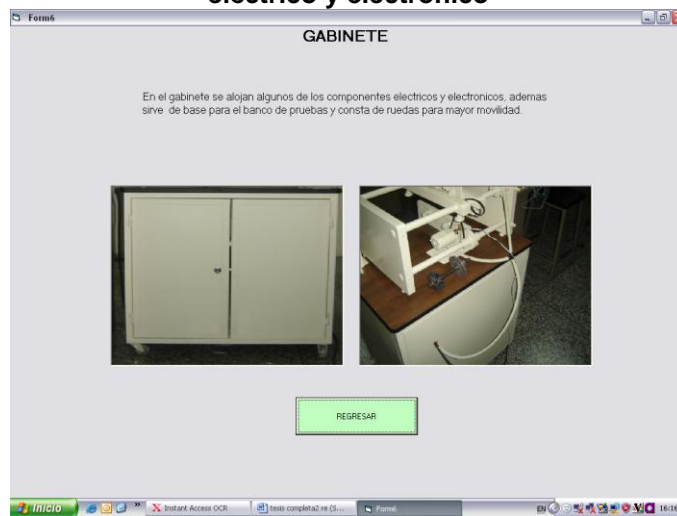 eléctrico y electrónico
Form6
GABINETE
En el gabinete se alojan algunos de los componentes electricos y electronicos, ademas
sirve de base para el banco de pruebas y consta de ruedas para mayor movilidad.
REGRESAR
Inicio
Instant Access OCR
tesis completa2 re (S...
Form6
EN
16:16